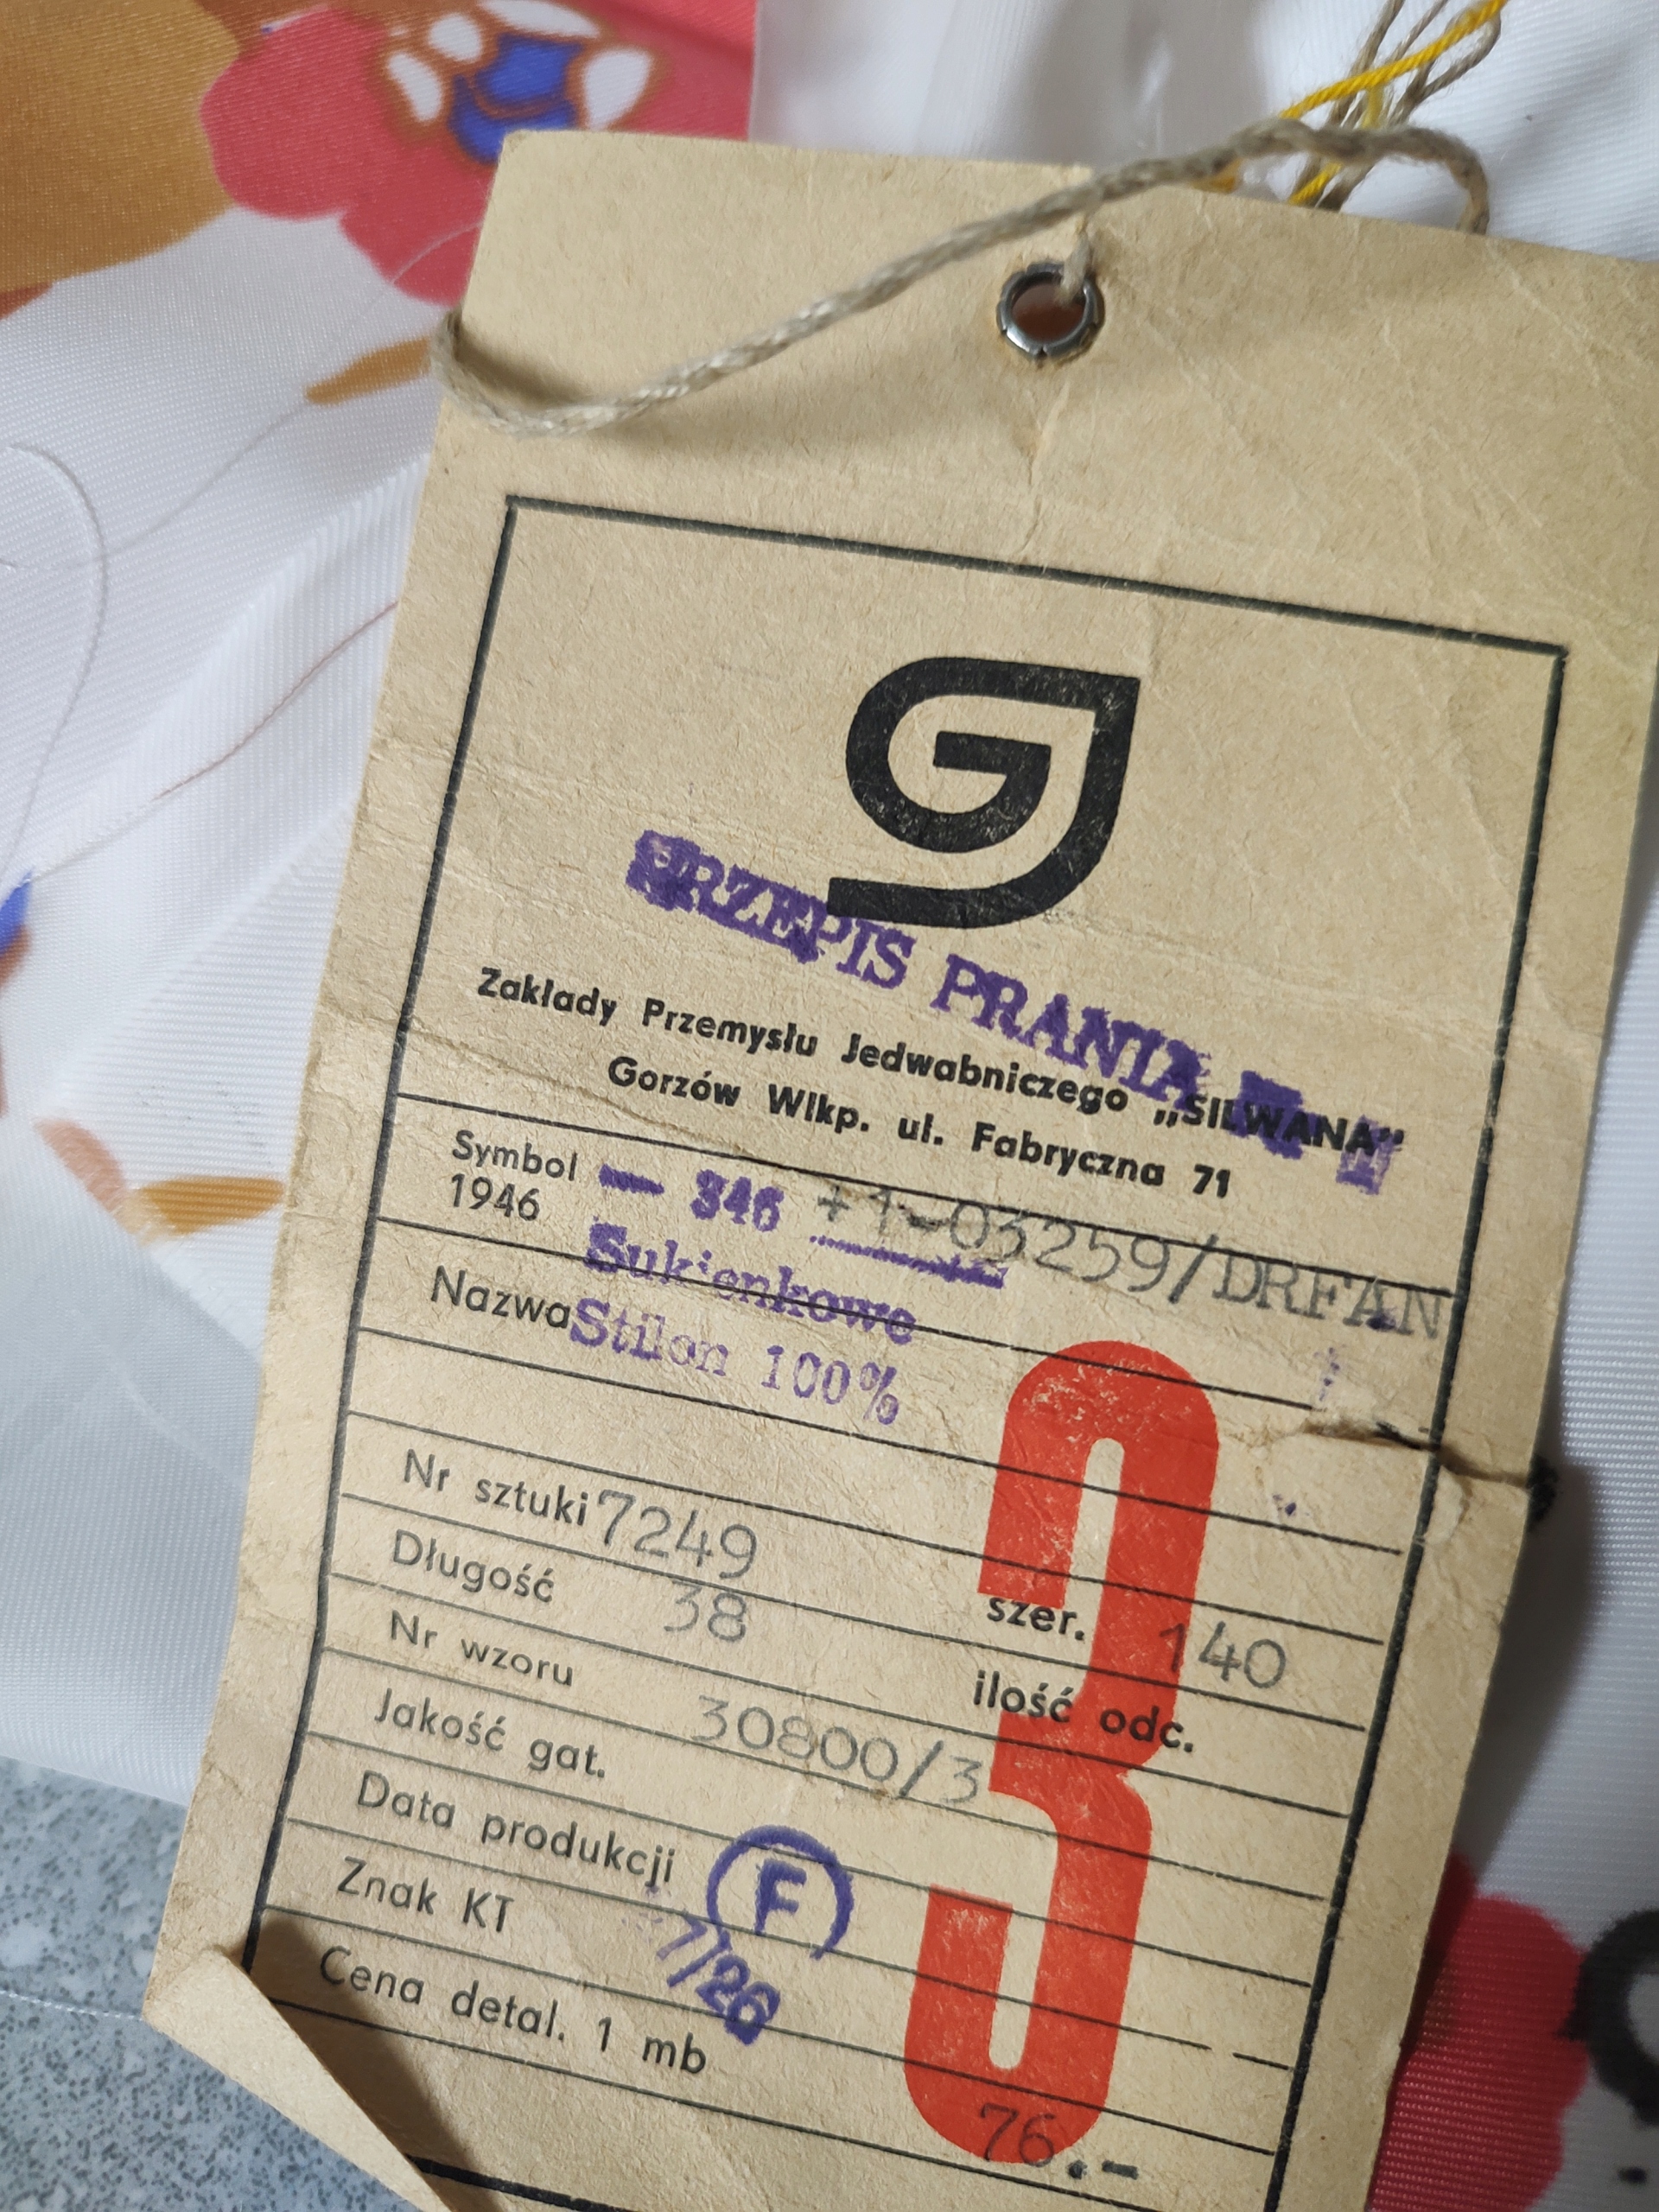 G
PRZEPIS PRANIA
Zakłady Przemysłu Jedwabniczego „SILWANA”
Gorzów Wlkp. ul. Fabryczna 71
Symbol — 346 +1-03259/DRFAN
1946
Sukienkowe
Nazwa Stilon 100%
3
Nr sztuki 7249
Długość 38 szer. 140
Nr wzoru 30800/3 ilość odc.
Jakość gat.
Data produkcji F
Znak KT 7/26
Cena detal. 1 mb 76.-